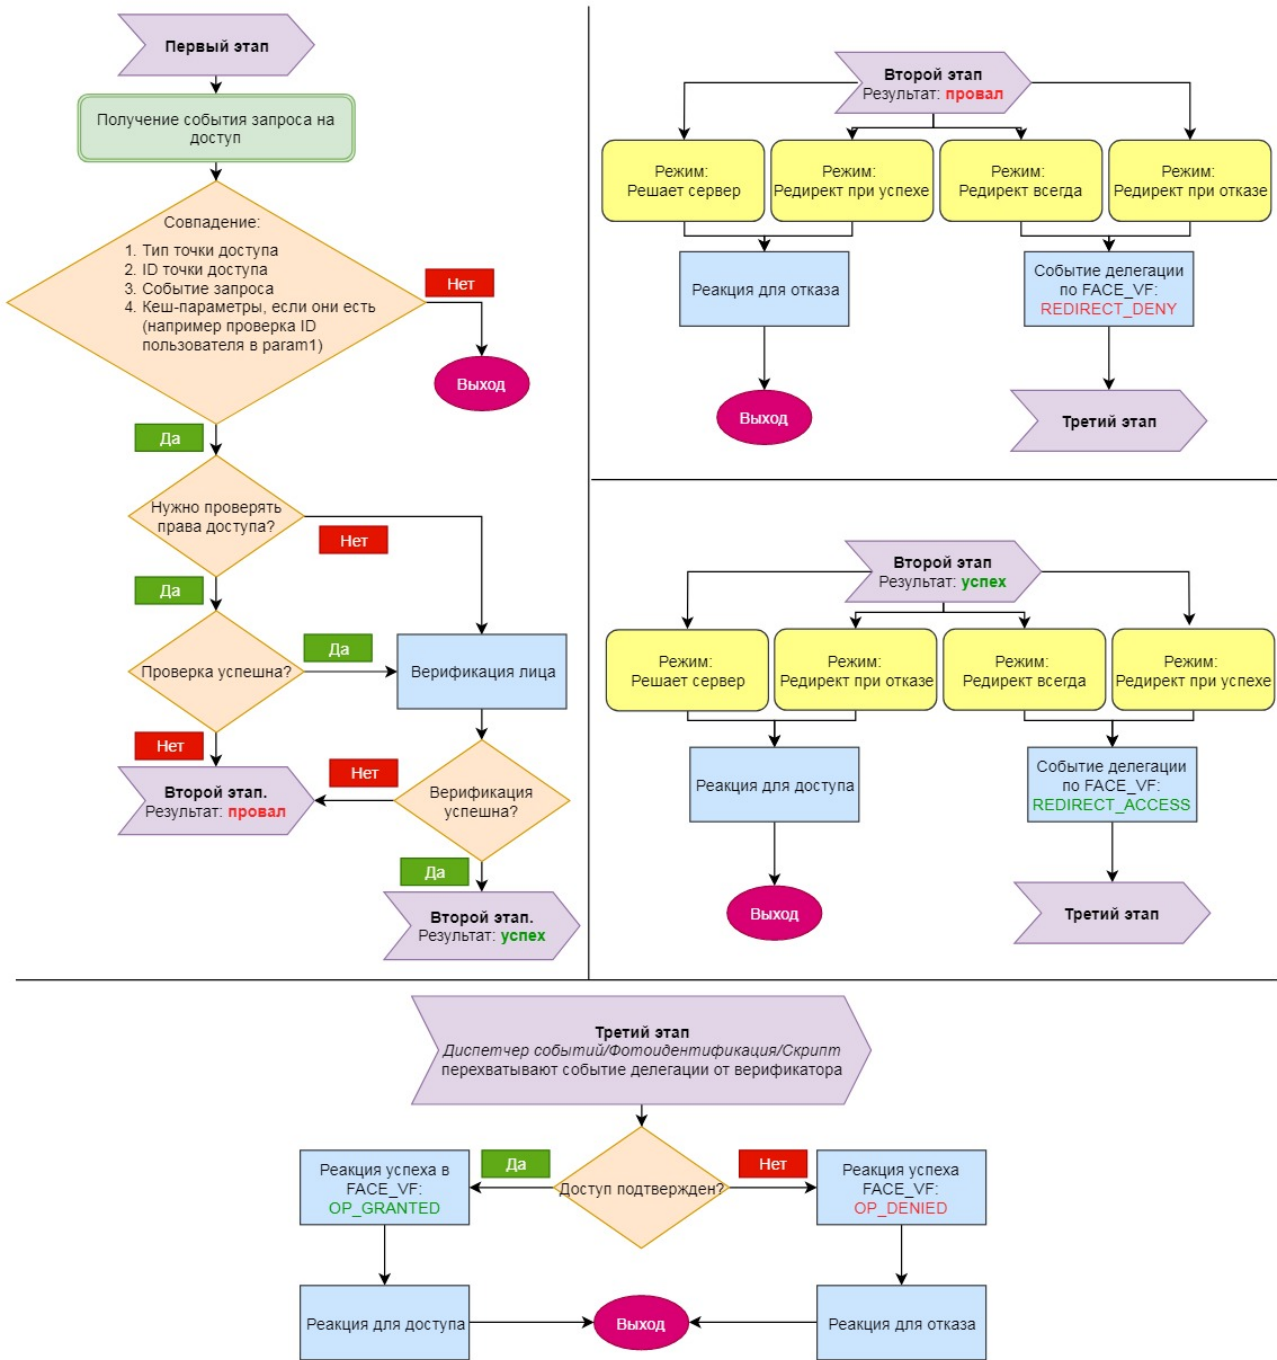 Первый этап
Получение события запроса на
доступ
Совпадение:
1. Тип точки доступа
2. ID точки доступа
3. Событие запроса
4. Кеш-параметры, если они есть
(например проверка ID
пользователя в param1)
Нет
Выход
Да
Нужно проверять
права доступа?
Нет
Да
Проверка успешна?
Да
Верификация лица
Нет
Второй этап.
Результат: провал
Нет
Верификация
успешна?
Да
Второй этап.
Результат: успех
Второй этап
Результат: провал
Режим:
Решает сервер
Режим:
Редирект при успехе
Режим:
Редирект всегда
Режим:
Редирект при отказе
Реакция для отказа
Событие делегации
по FACE_VF:
REDIRECT_DENY
Выход
Третий этап
Второй этап
Результат: успех
Режим:
Решает сервер
Режим:
Редирект при отказе
Режим:
Редирект всегда
Режим:
Редирект при успехе
Реакция для доступа
Событие делегации
по FACE_VF:
REDIRECT_ACCESS
Выход
Третий этап
Третий этап
Диспетчер событий/Фотоидентификация/Скрипт
перехватывают событие делегации от верификатора
Реакция успеха в
FACE_VF:
OP_GRANTED
Да
Доступ подтвержден?
Нет
Реакция успеха
FACE_VF:
OP_DENIED
Реакция для доступа
Выход
Реакция для отказа